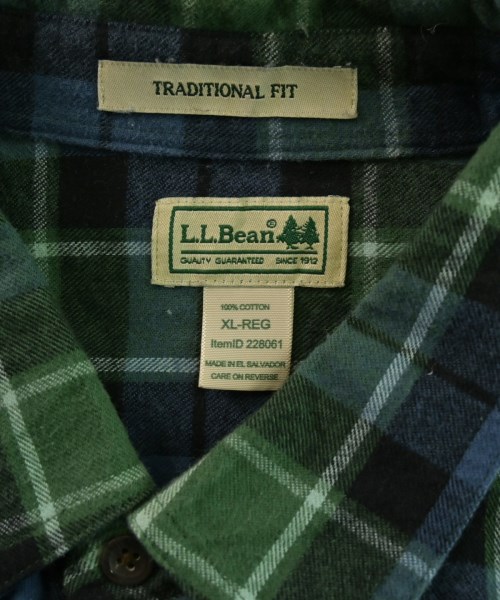 TRADITIONAL FIT
L.L.Bean®
QUALITY GUARANTEED SINCE 1912
100% COTTON
XL-REG
ItemID 228061
MADE IN EL SALVADOR
CARE ON REVERSE